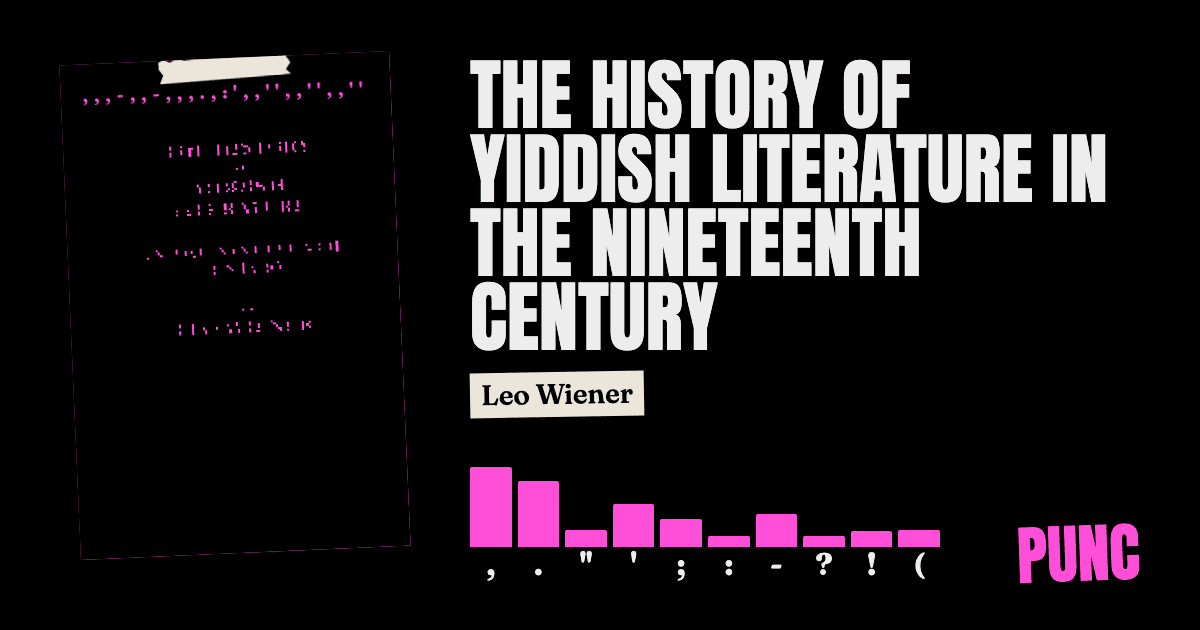 ,,,-,,-,,,.,:',,'',,'',,''
THE HISTORY OF
YIDDISH LITERATURE IN
THE NINETEENTH
CENTURY
Leo Wiener
, . " ' ; : - ? ! (
PUNC